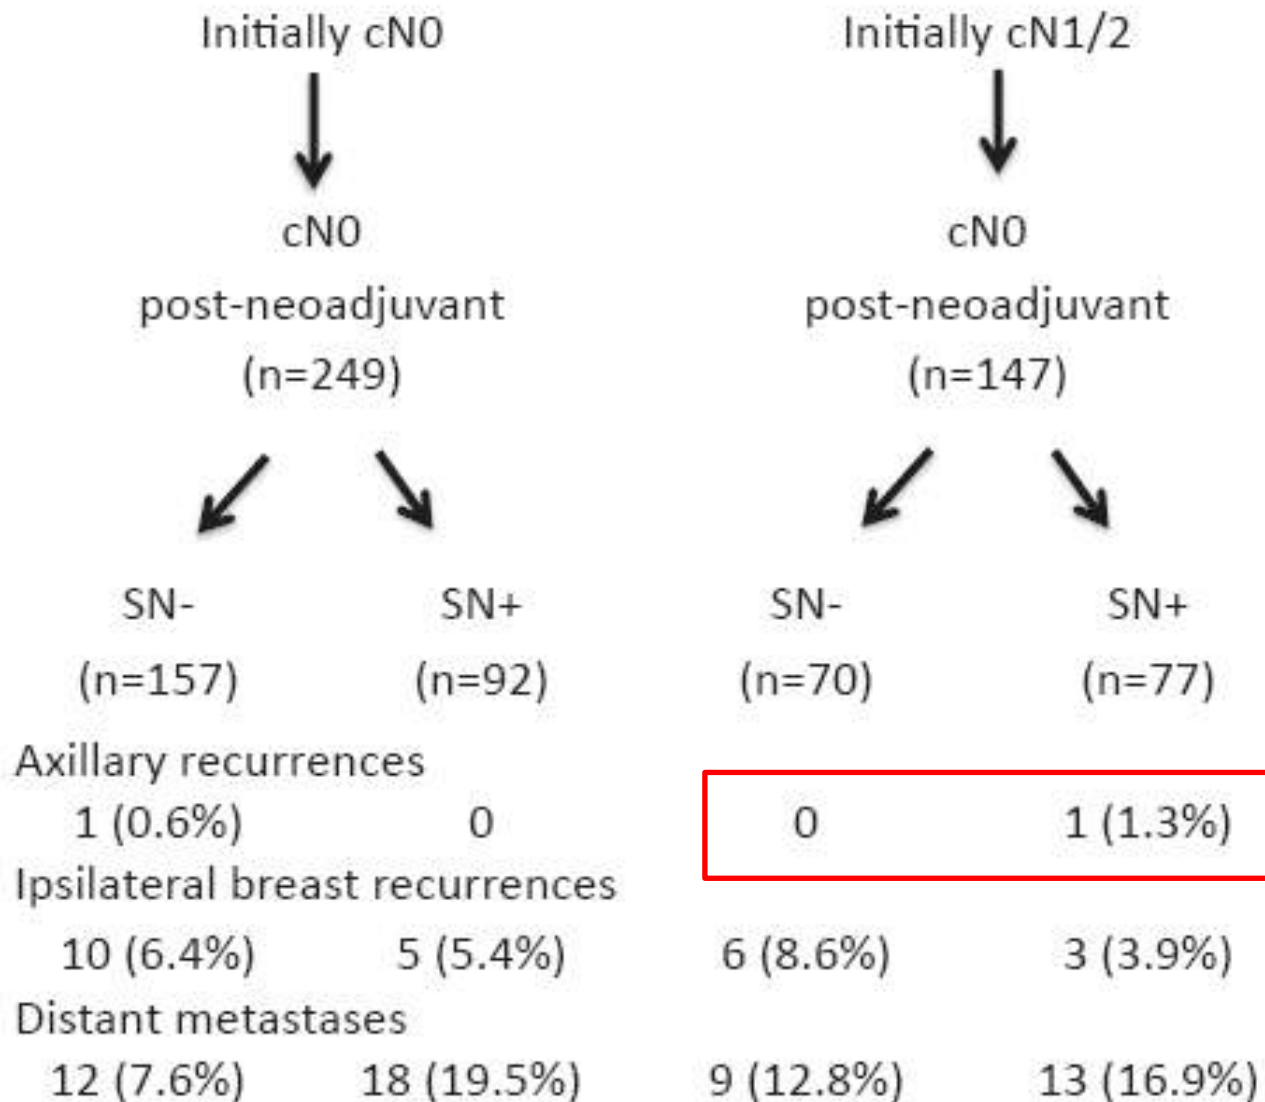 Initially cN0 Initially cN1/2
cN0 cN0
post-neoadjuvant post-neoadjuvant
(n=249) (n=147)
SN- SN+ SN- SN+
(n=157) (n=92) (n=70) (n=77)
Axillary recurrences
1 (0.6%) 0 0 1 (1.3%)
Ipsilateral breast recurrences
10 (6.4%) 5 (5.4%) 6 (8.6%) 3 (3.9%)
Distant metastases
12 (7.6%) 18 (19.5%) 9 (12.8%) 13 (16.9%)